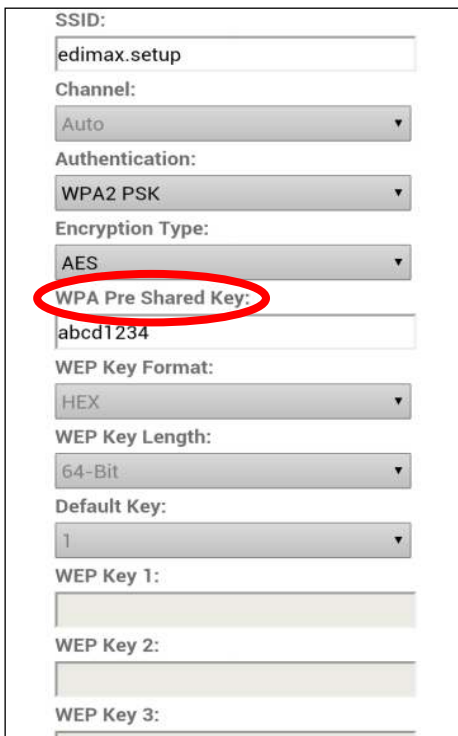 SSID:
edimax.setup
Channel:
Auto
Authentication:
WPA2 PSK
Encryption Type:
AES
WPA Pre Shared Key:
abcd1234
WEP Key Format:
HEX
WEP Key Length:
64-Bit
Default Key:
1
WEP Key 1:
WEP Key 2:
WEP Key 3: